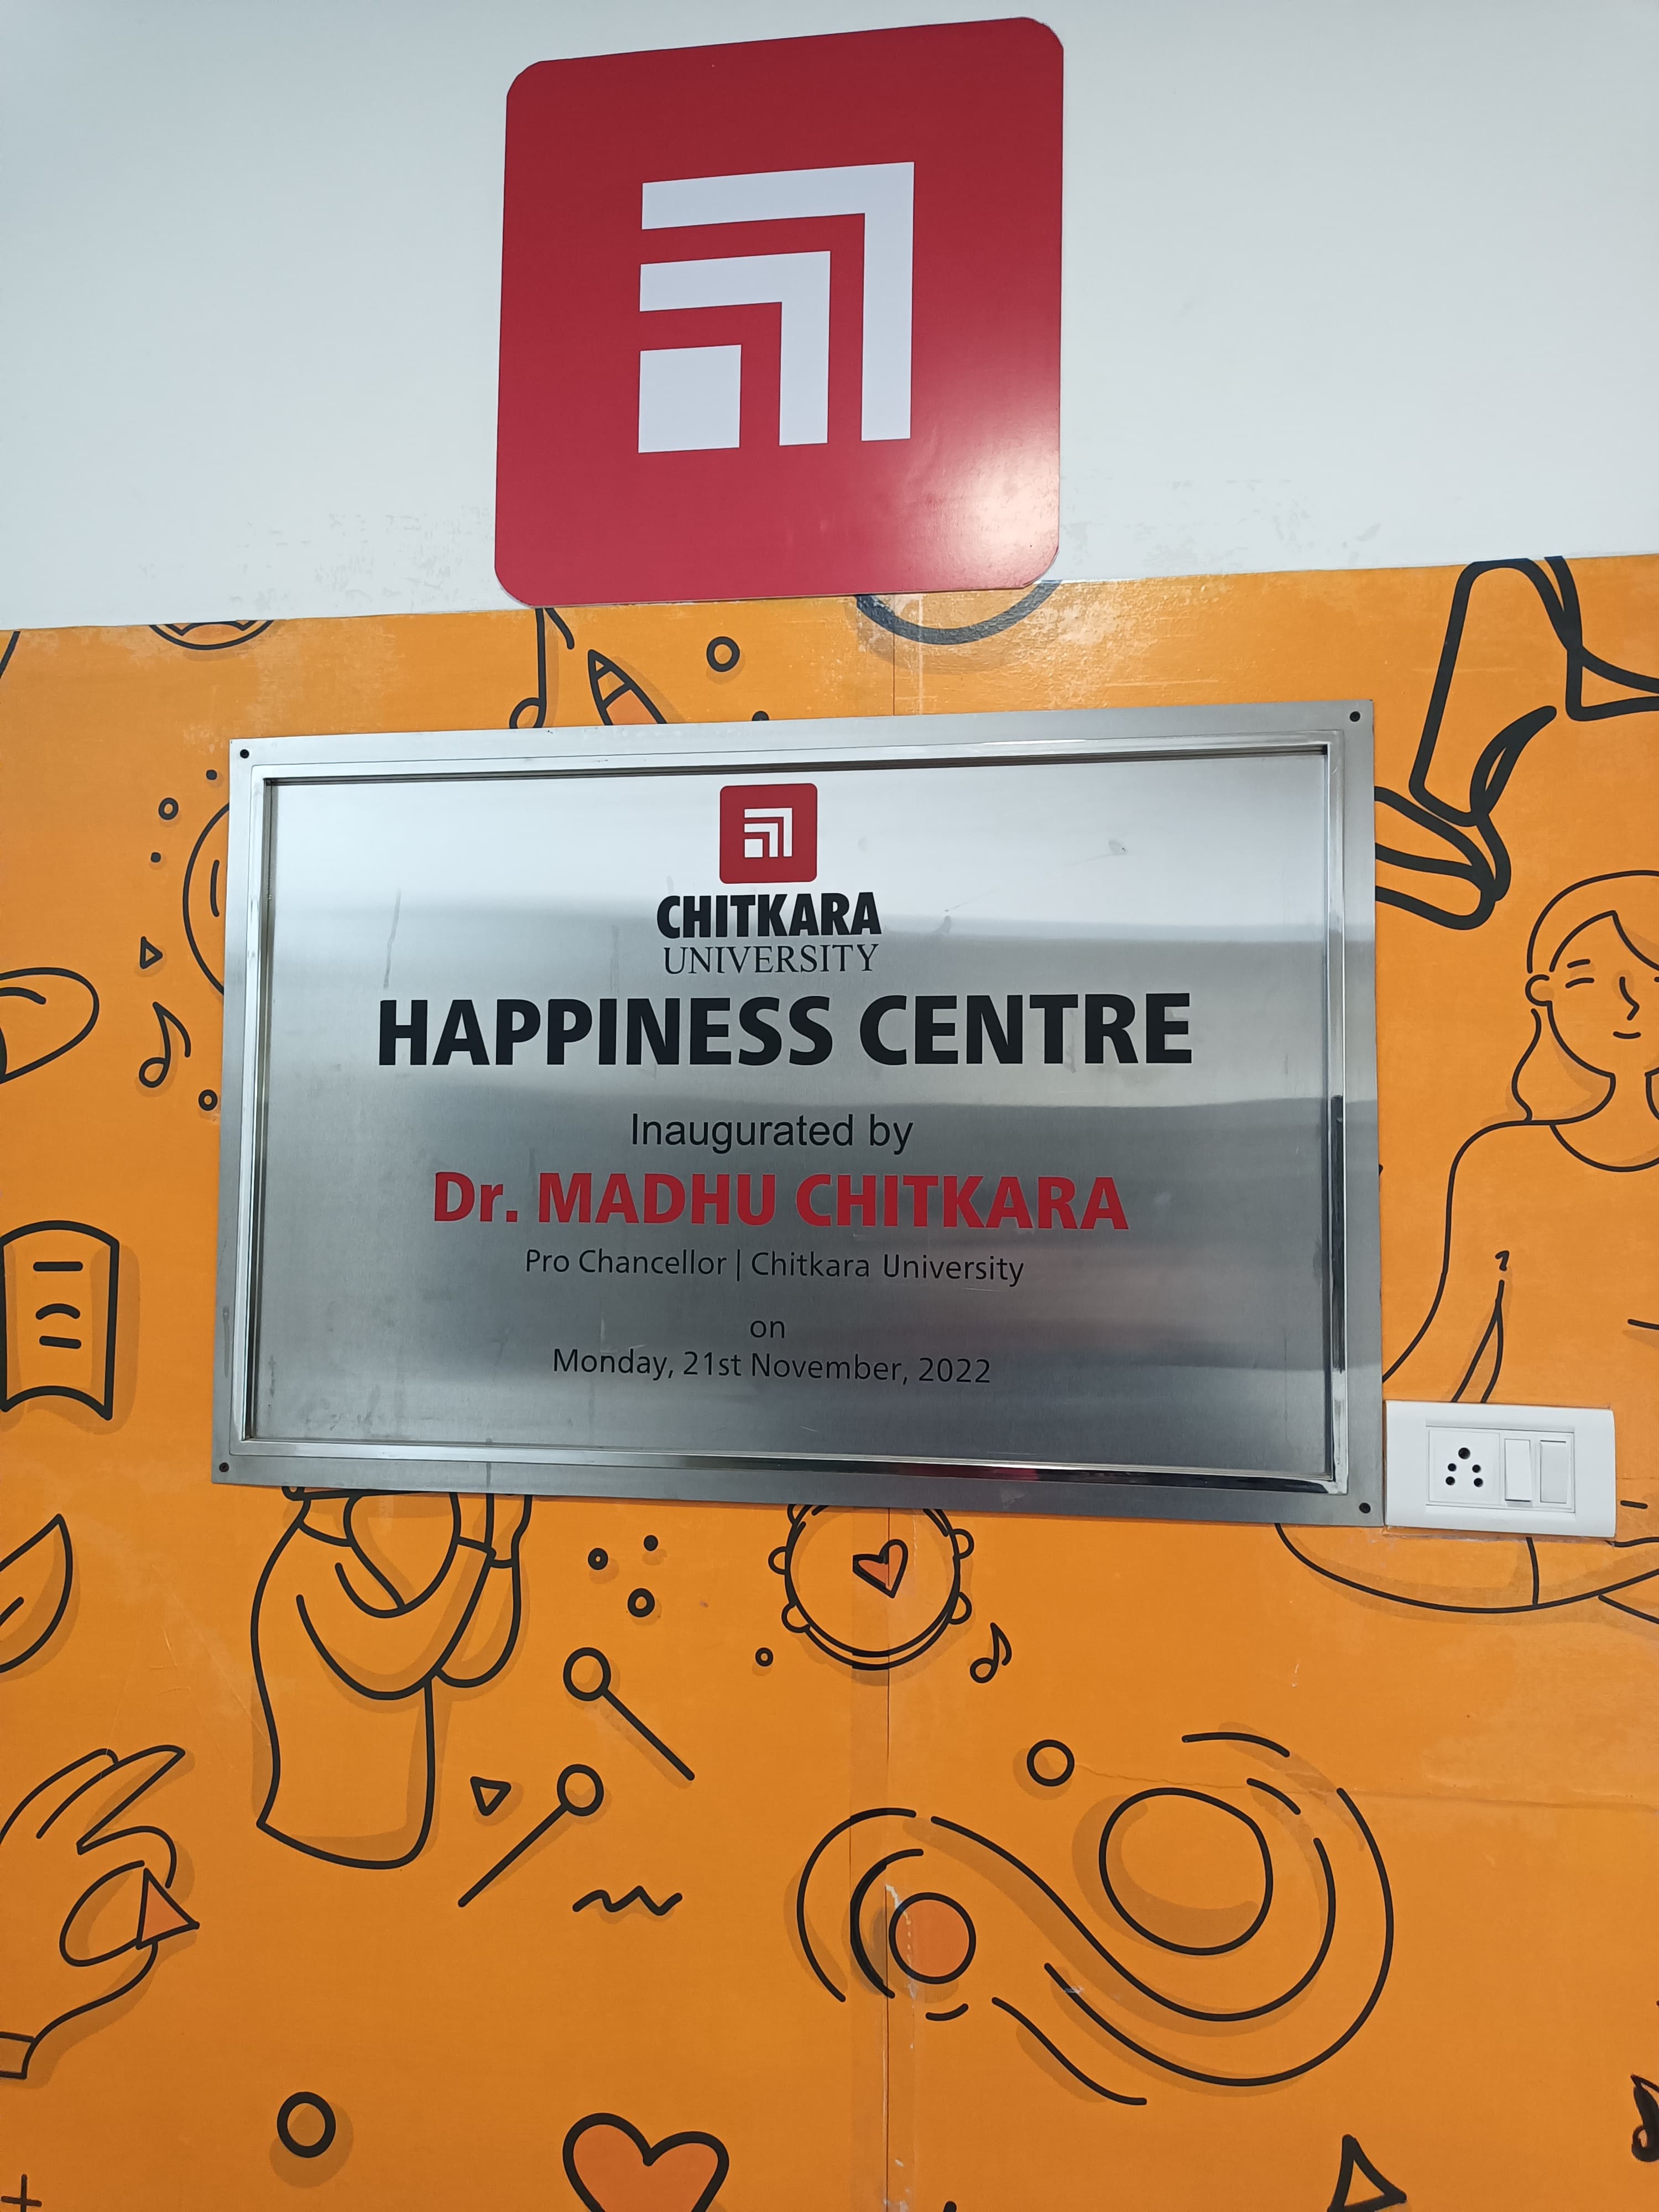 CHITKARA
UNIVERSITY
HAPPINESS CENTRE
Inaugurated by
Dr. MADHU CHITKARA
Pro Chancellor | Chitkara University
on
Monday, 21st November, 2022